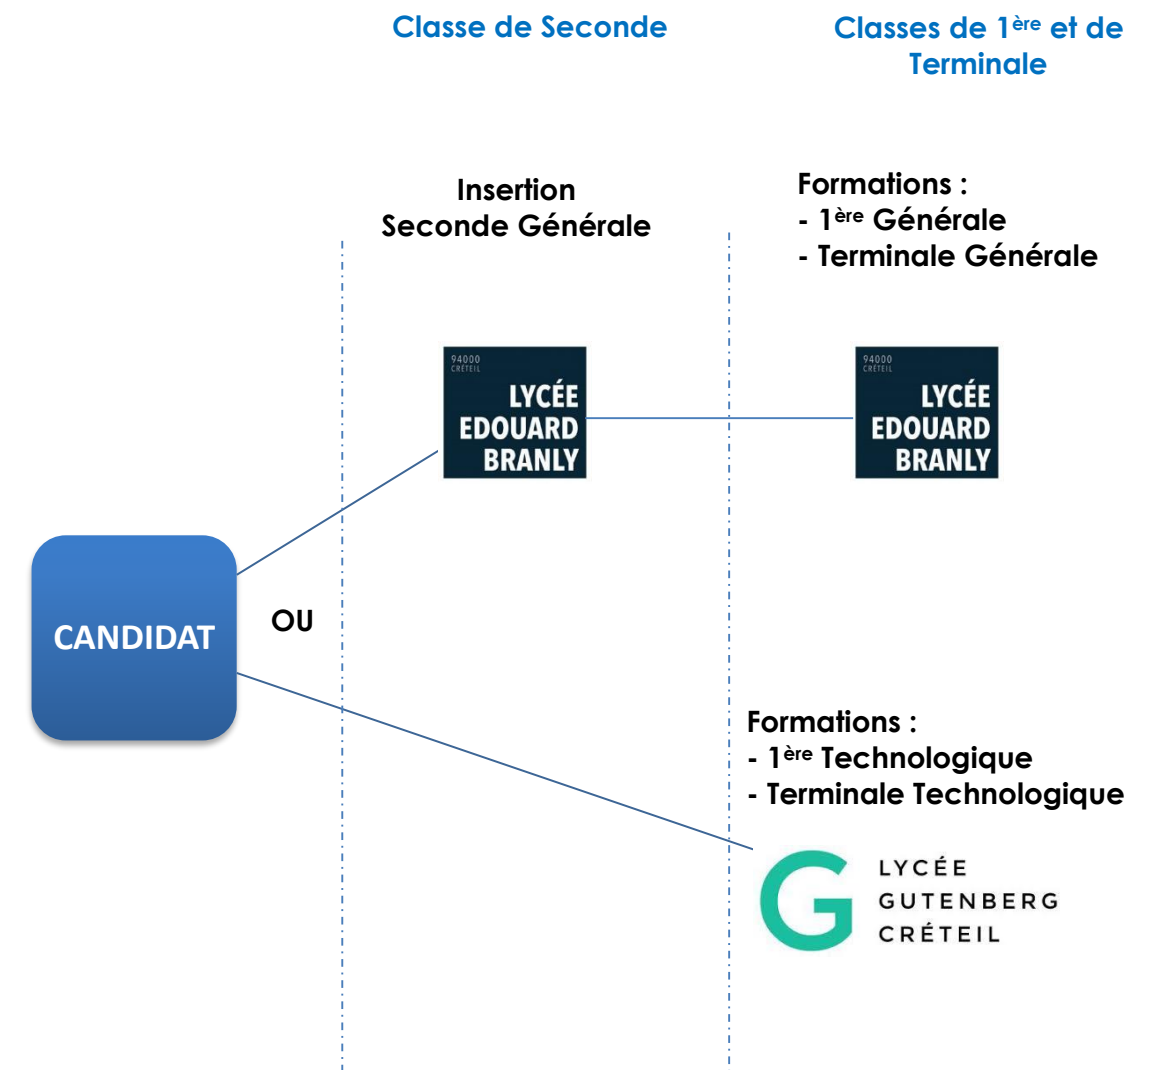 Classe de Seconde
Classes de 1ère et de
Terminale
Insertion
Seconde Générale
Formations :
- 1ère Générale
- Terminale Générale
94000
CRÉTEIL
LYCÉE
EDOUARD
BRANLY
94000
CRÉTEIL
LYCÉE
EDOUARD
BRANLY
CANDIDAT
OU
Formations :
- 1ère Technologique
- Terminale Technologique
G
LYCÉE
GUTENBERG
CRÉTEIL